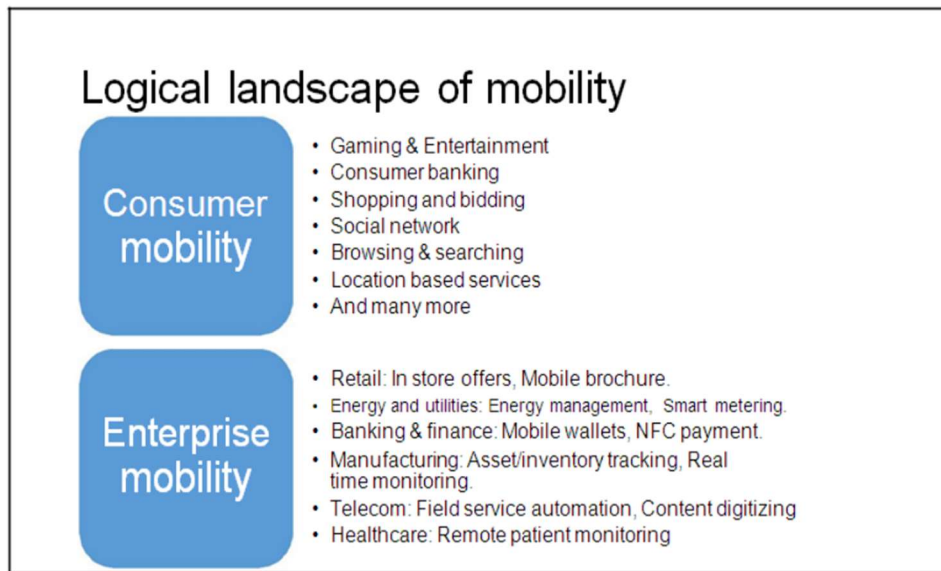 Logical landscape of mobility
Consumer
mobility
• Gaming & Entertainment
• Consumer banking
• Shopping and bidding
• Social network
• Browsing & searching
• Location based services
• And many more
Enterprise
mobility
• Retail: In store offers, Mobile brochure.
• Energy and utilities: Energy management, Smart metering.
• Banking & finance: Mobile wallets, NFC payment.
• Manufacturing: Asset/inventory tracking, Real
time monitoring.
• Telecom: Field service automation, Content digitizing
• Healthcare: Remote patient monitoring